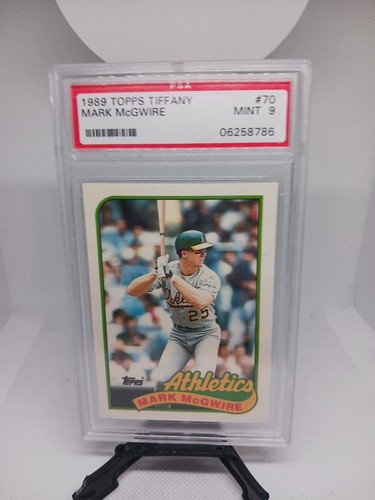 PSA
1989 TOPPS TIFFANY #70
MARK McGWIRE MINT 9
06258786
25
Topps
Athletics
MARK McGWIRE